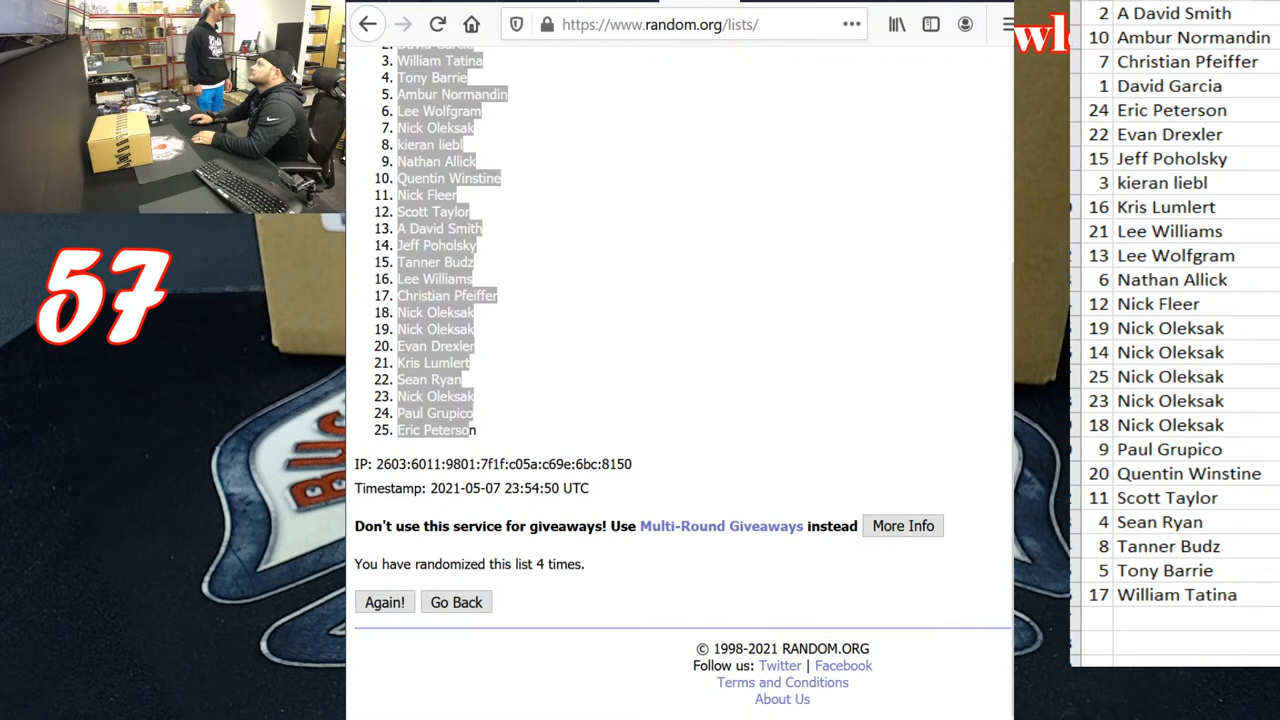 https://www.random.org/lists/
3. William Tatina
4. Tony Barrie
5. Ambur Normandin
6. Lee Wolfgram
7. Nick Oleksak
8. kieran liebl
9. Nathan Allick
10. Quentin Winstine
11. Nick Fleer
12. Scott Taylor
13. A David Smith
14. Jeff Poholsky
15. Tanner Budz
16. Lee Williams
17. Christian Pfeiffer
18. Nick Oleksak
19. Nick Oleksak
20. Evan Drexler
21. Kris Lumlert
22. Sean Ryan
23. Nick Oleksak
24. Paul Grupico
25. Eric Peterson
IP: 2603:6011:9801:7f1f:c05a:c69e:6bc:8150
Timestamp: 2021-05-07 23:54:50 UTC
Don't use this service for giveaways! Use Multi-Round Giveaways instead More Info
You have randomized this list 4 times.
Again! Go Back
© 1998-2021 RANDOM.ORG
Follow us: Twitter | Facebook
Terms and Conditions
About Us
57
2 A David Smith
10 Ambur Normandin
7 Christian Pfeiffer
1 David Garcia
24 Eric Peterson
22 Evan Drexler
15 Jeff Poholsky
3 kieran liebl
16 Kris Lumlert
21 Lee Williams
13 Lee Wolfgram
6 Nathan Allick
12 Nick Fleer
19 Nick Oleksak
14 Nick Oleksak
25 Nick Oleksak
23 Nick Oleksak
18 Nick Oleksak
9 Paul Grupico
20 Quentin Winstine
11 Scott Taylor
4 Sean Ryan
8 Tanner Budz
5 Tony Barrie
17 William Tatina